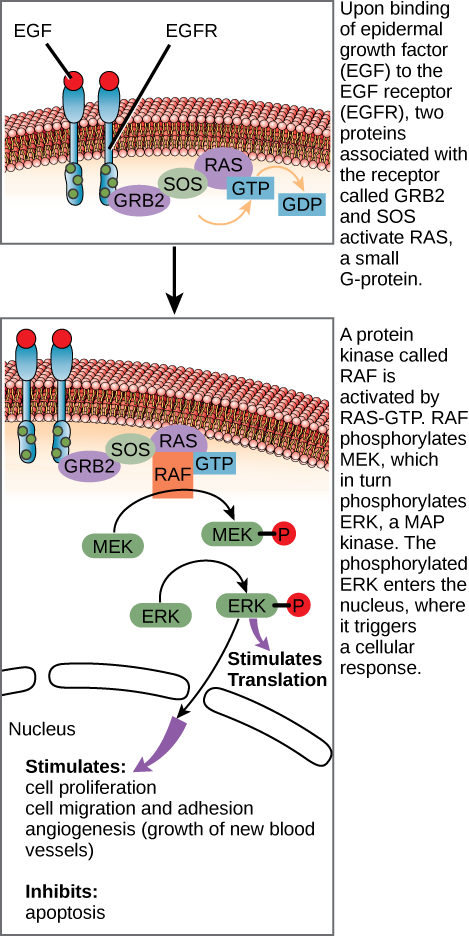 EGF
EGFR
RAS
SOS
GTP
GRB2
GDP
Upon binding
of epidermal
growth factor
(EGF) to the
EGF receptor
(EGFR), two
proteins
associated with
the receptor
called GRB2
and SOS
activate RAS,
a small
G-protein.
RAS
SOS
GRB2
GTP
RAF
MEK
MEK
P
ERK
ERK
P
Stimulates
Translation
Nucleus
Stimulates:
cell proliferation
cell migration and adhesion
angiogenesis (growth of new blood
vessels)
Inhibits:
apoptosis
A protein
kinase called
RAF is
activated by
RAS-GTP. RAF
phosphorylates
MEK, which
in turn
phosphorylates
ERK, a MAP
kinase. The
phosphorylated
ERK enters the
nucleus, where
it triggers
a cellular
response.